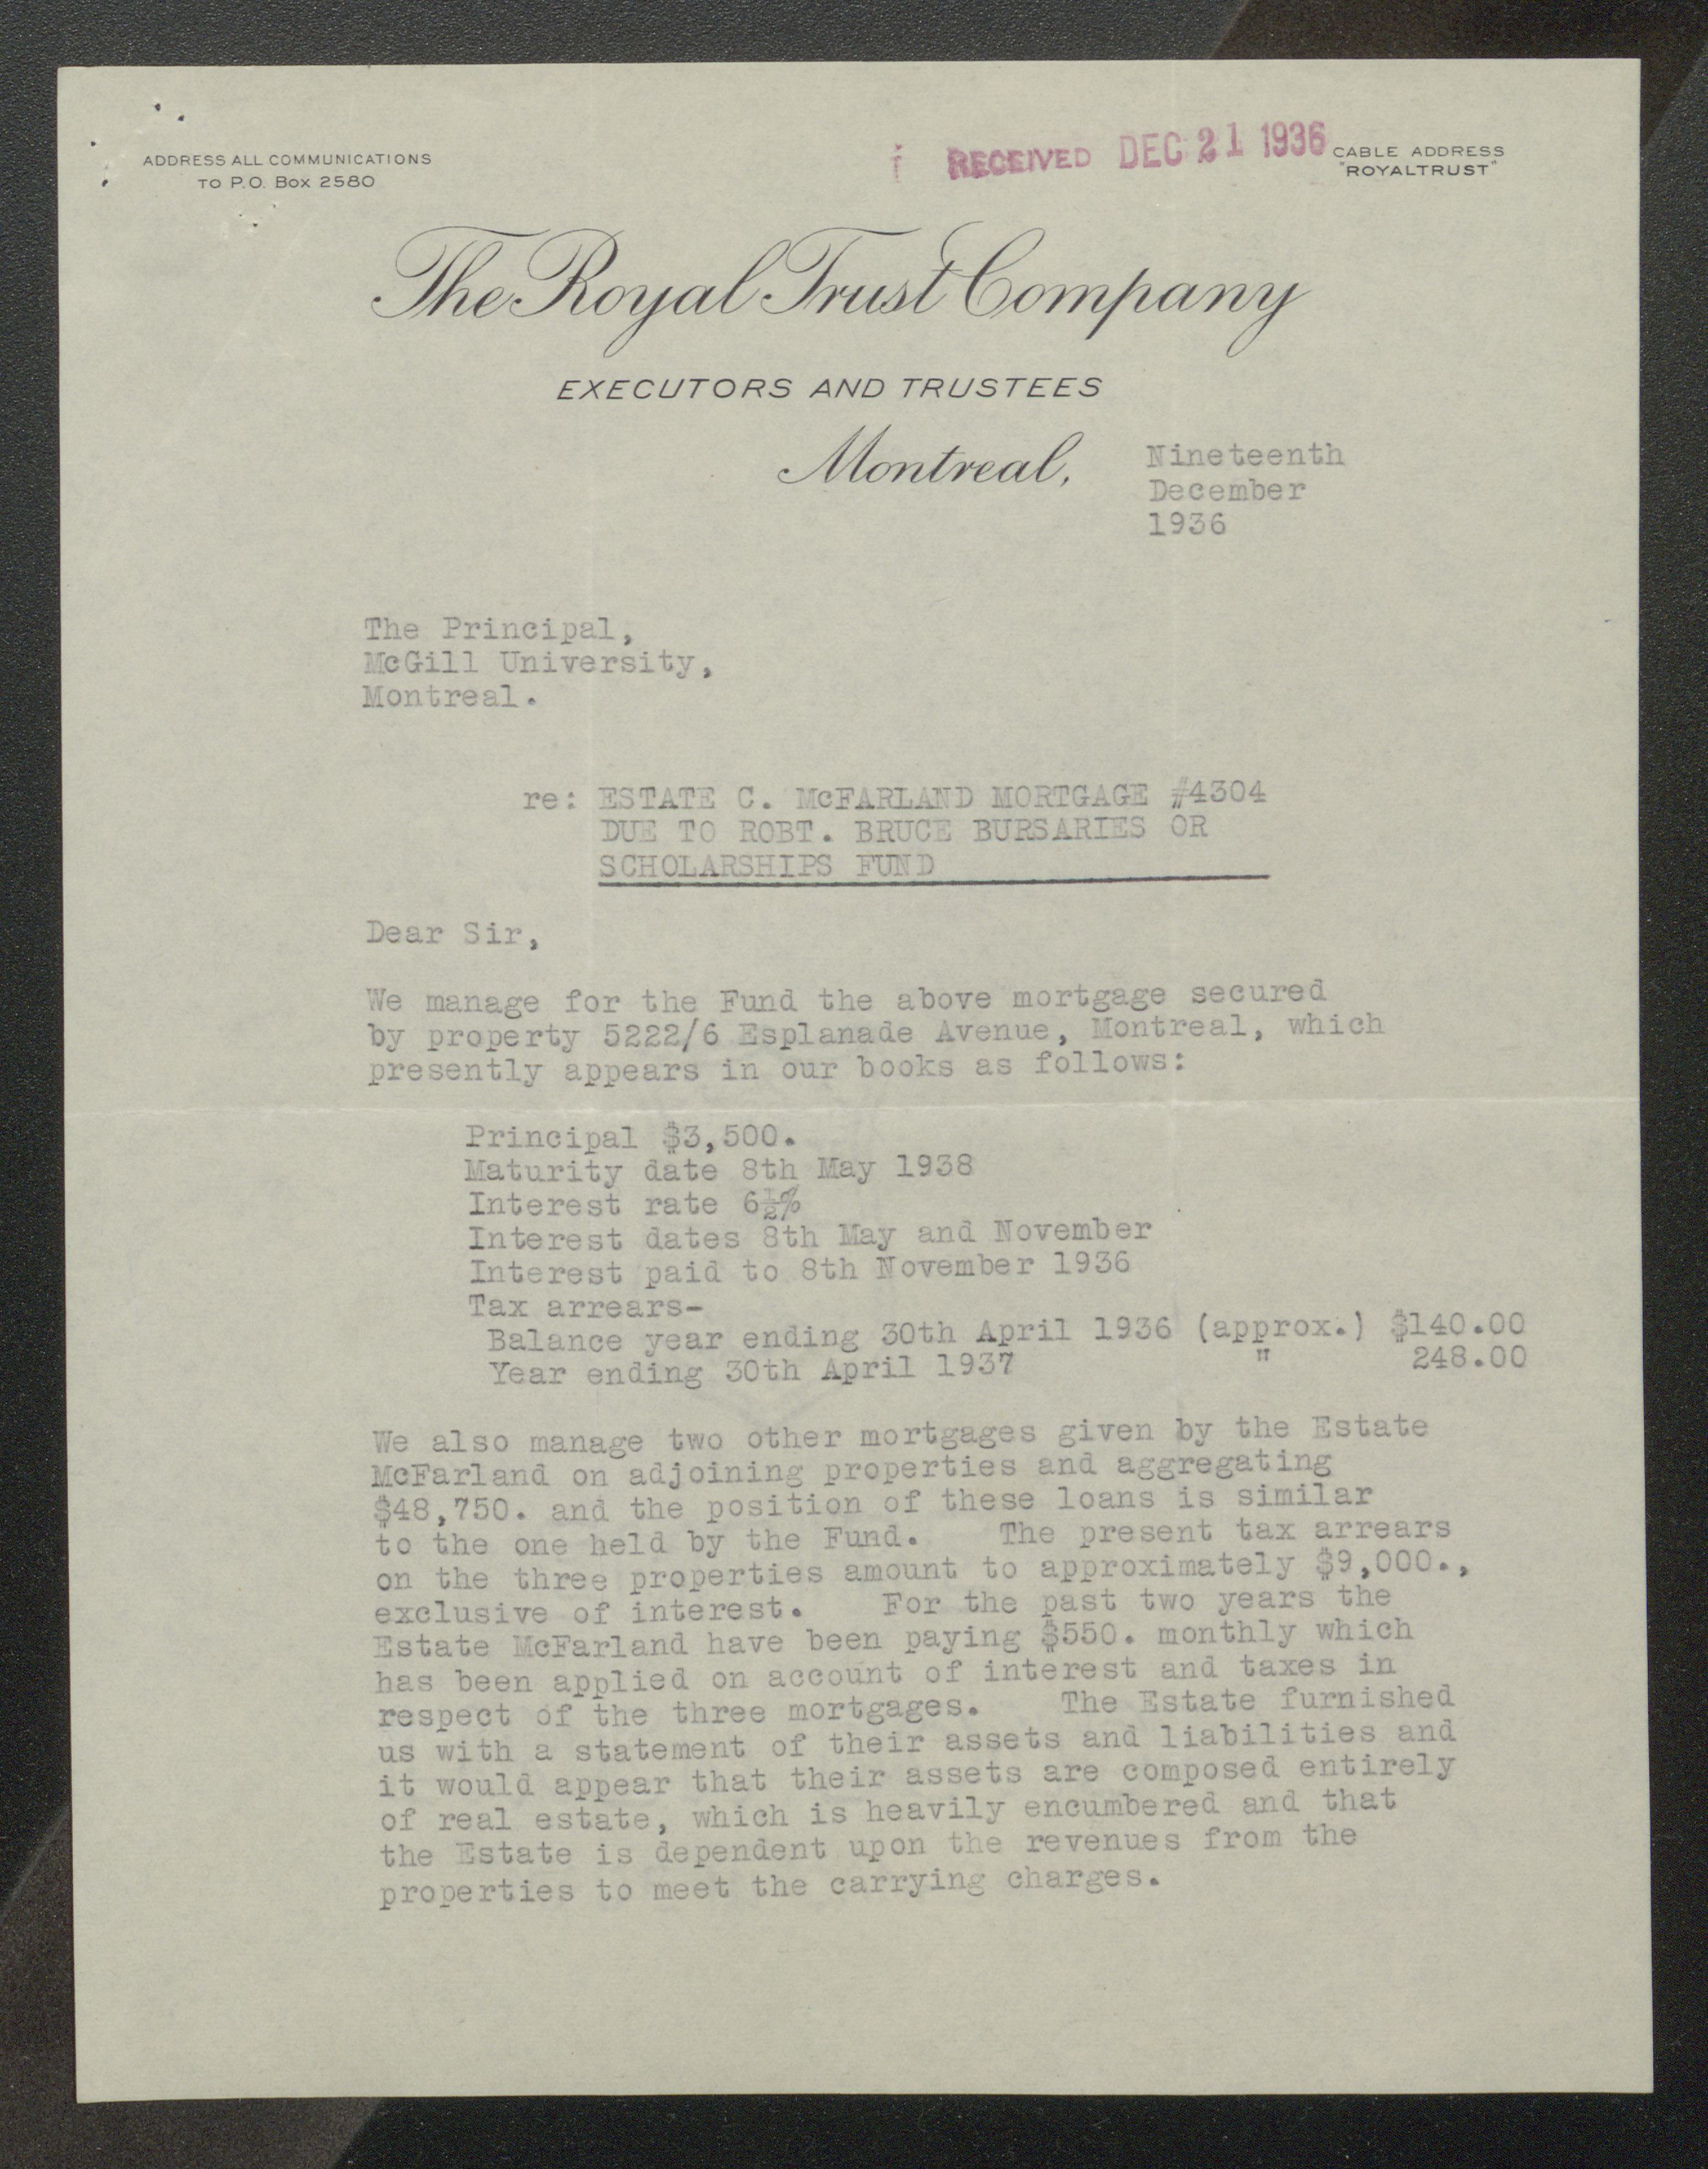 ADDRESS ALL COMMUNICATIONS
TO P.O. BOX 2580
RECEIVED DEC 21 1936
CABLE ADDRESS
"ROYALTRUST"
The Royal Trust Company
EXECUTORS AND TRUSTEES
Montreal,
Nineteenth
December
1936
The Principal,
McGill University,
Montreal.
re: ESTATE C. McFARLAND MORTGAGE #4304
DUE TO ROBT. BRUCE BURSARIES OR
SCHOLARSHIPS FUND
Dear Sir,
We manage for the Fund the above mortgage secured
by property 5222/6 Esplanade Avenue, Montreal, which
presently appears in our books as follows:
Principal $3,500.
Maturity date 8th May 1938
Interest rate 6½%
Interest dates 8th May and November
Interest paid to 8th November 1936
Tax arrears-
Balance year ending 30th April 1936 (approx.) $140.00
Year ending 30th April 1937 " 248.00
We also manage two other mortgages given by the Estate
McFarland on adjoining properties and aggregating
$48,750. and the position of these loans is similar
to the one held by the Fund. The present tax arrears
on the three properties amount to approximately $9,000.,
exclusive of interest. For the past two years the
Estate McFarland have been paying $550. monthly which
has been applied on account of interest and taxes in
respect of the three mortgages. The Estate furnished
us with a statement of their assets and liabilities and
it would appear that their assets are composed entirely
of real estate, which is heavily encumbered and that
the Estate is dependent upon the revenues from the
properties to meet the carrying charges.